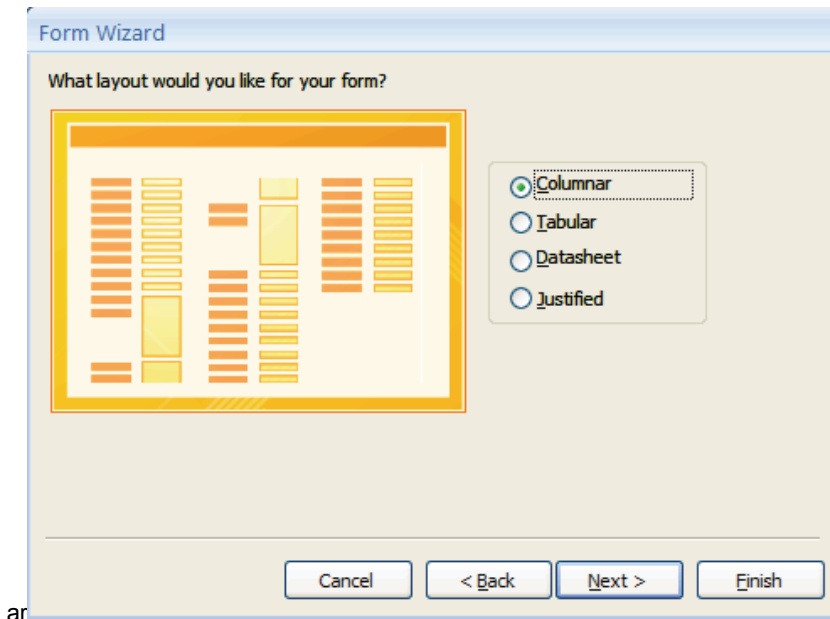 Form Wizard
What layout would you like for your form?
Columnar
Tabular
Datasheet
Justified
Cancel
< Back
Next >
Finish
ar